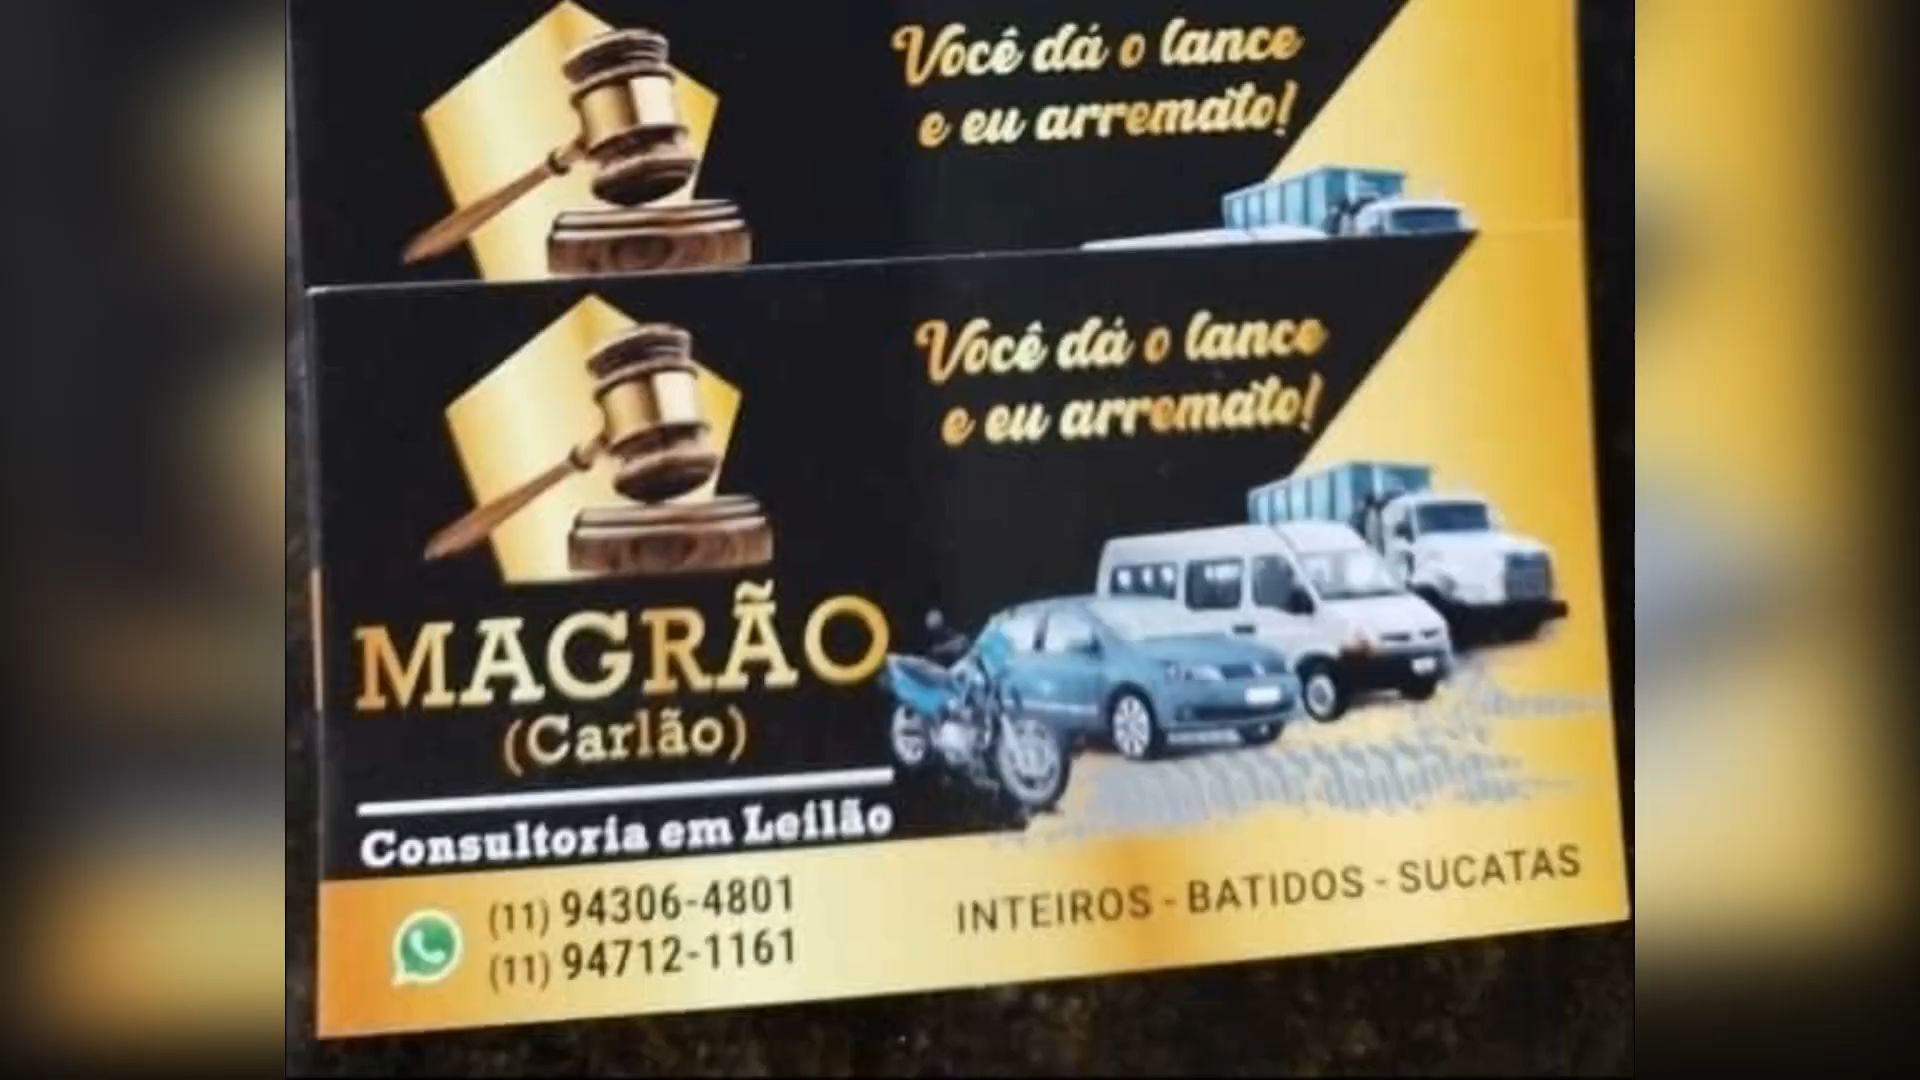 Você dá o lance
e eu arremato!
Você dá o lance
e eu arremato!
MAGRÃO
(Carlão)
Consultoria em Leilão
(11) 94306-4801
(11) 94712-1161
INTEIROS - BATIDOS - SUCATAS